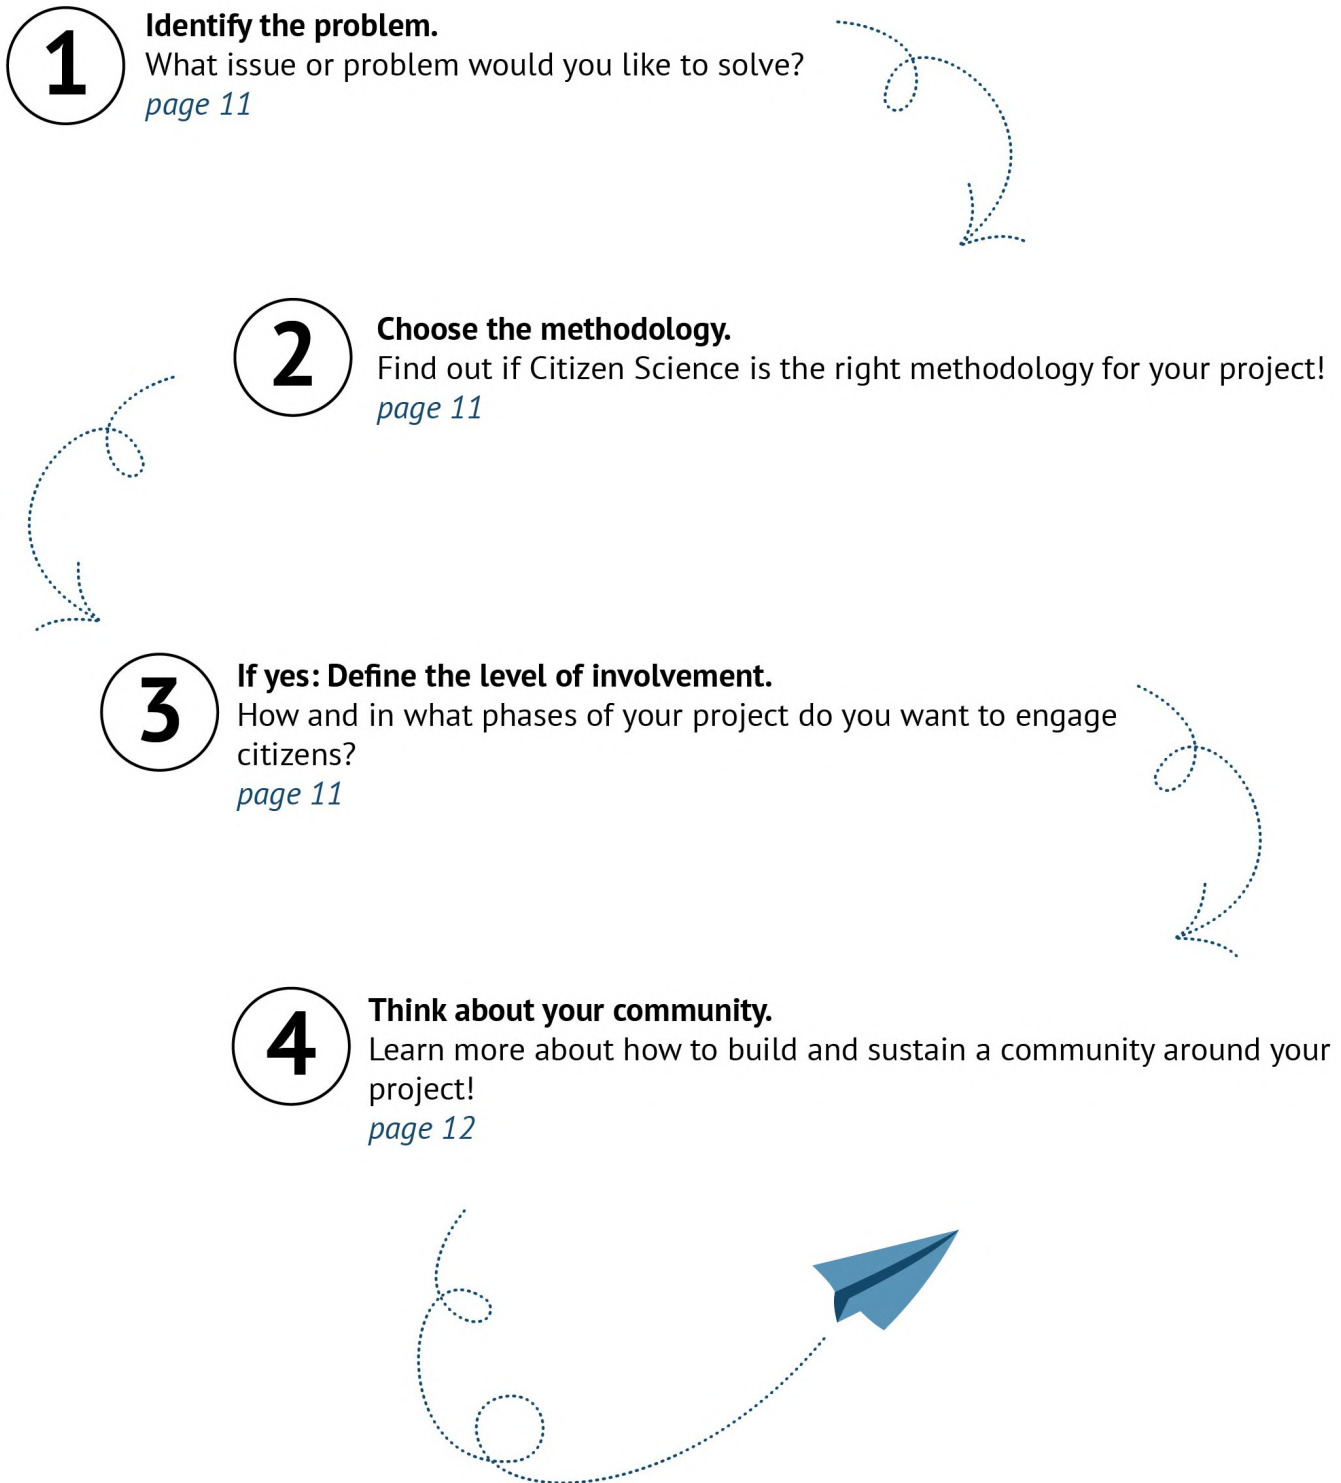 1
Identify the problem.
What issue or problem would you like to solve?
page 11
2
Choose the methodology.
Find out if Citizen Science is the right methodology for your project!
page 11
3
If yes: Define the level of involvement.
How and in what phases of your project do you want to engage
citizens?
page 11
4
Think about your community.
Learn more about how to build and sustain a community around your
project!
page 12